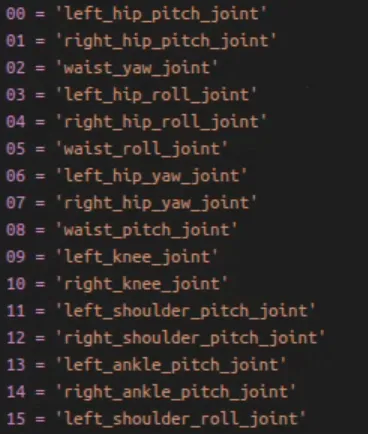 00 = 'left_hip_pitch_joint'
01 = 'right_hip_pitch_joint'
02 = 'waist_yaw_joint'
03 = 'left_hip_roll_joint'
04 = 'right_hip_roll_joint'
05 = 'waist_roll_joint'
06 = 'left_hip_yaw_joint'
07 = 'right_hip_yaw_joint'
08 = 'waist_pitch_joint'
09 = 'left_knee_joint'
10 = 'right_knee_joint'
11 = 'left_shoulder_pitch_joint'
12 = 'right_shoulder_pitch_joint'
13 = 'left_ankle_pitch_joint'
14 = 'right_ankle_pitch_joint'
15 = 'left_shoulder_roll_joint'